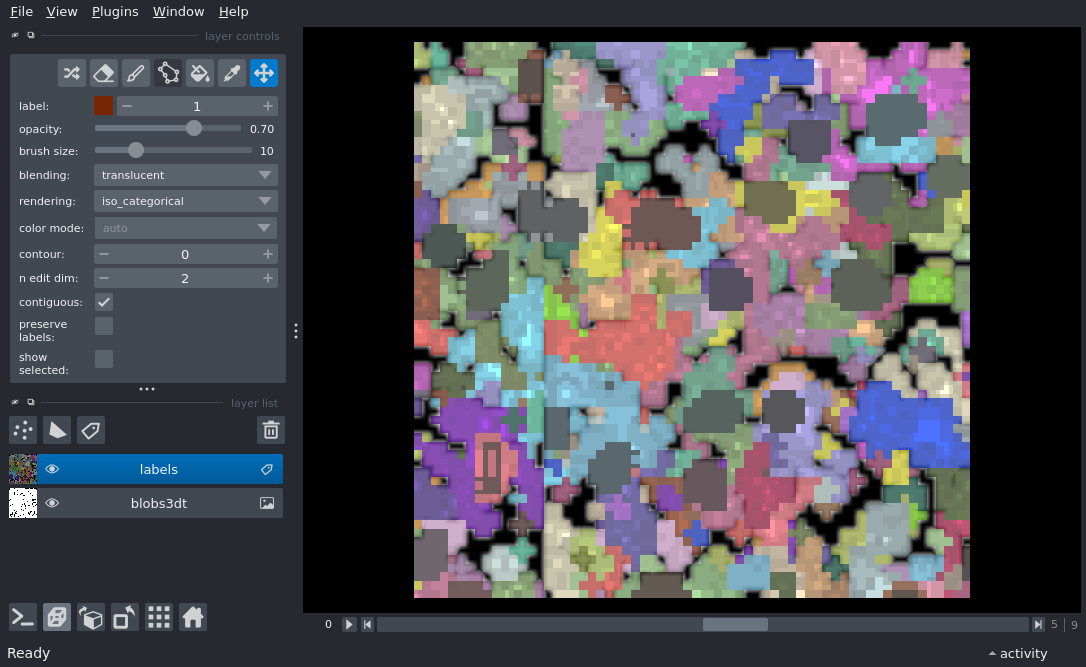 File View Plugins Window Help
layer controls
label: 1
opacity: 0.70
brush size: 10
blending: translucent
rendering: iso_categorical
color mode: auto
contour: 0
n edit dim: 2
contiguous:
preserve
labels:
show
selected:
layer list
labels
blobs3dt
0 5 | 9
Ready activity